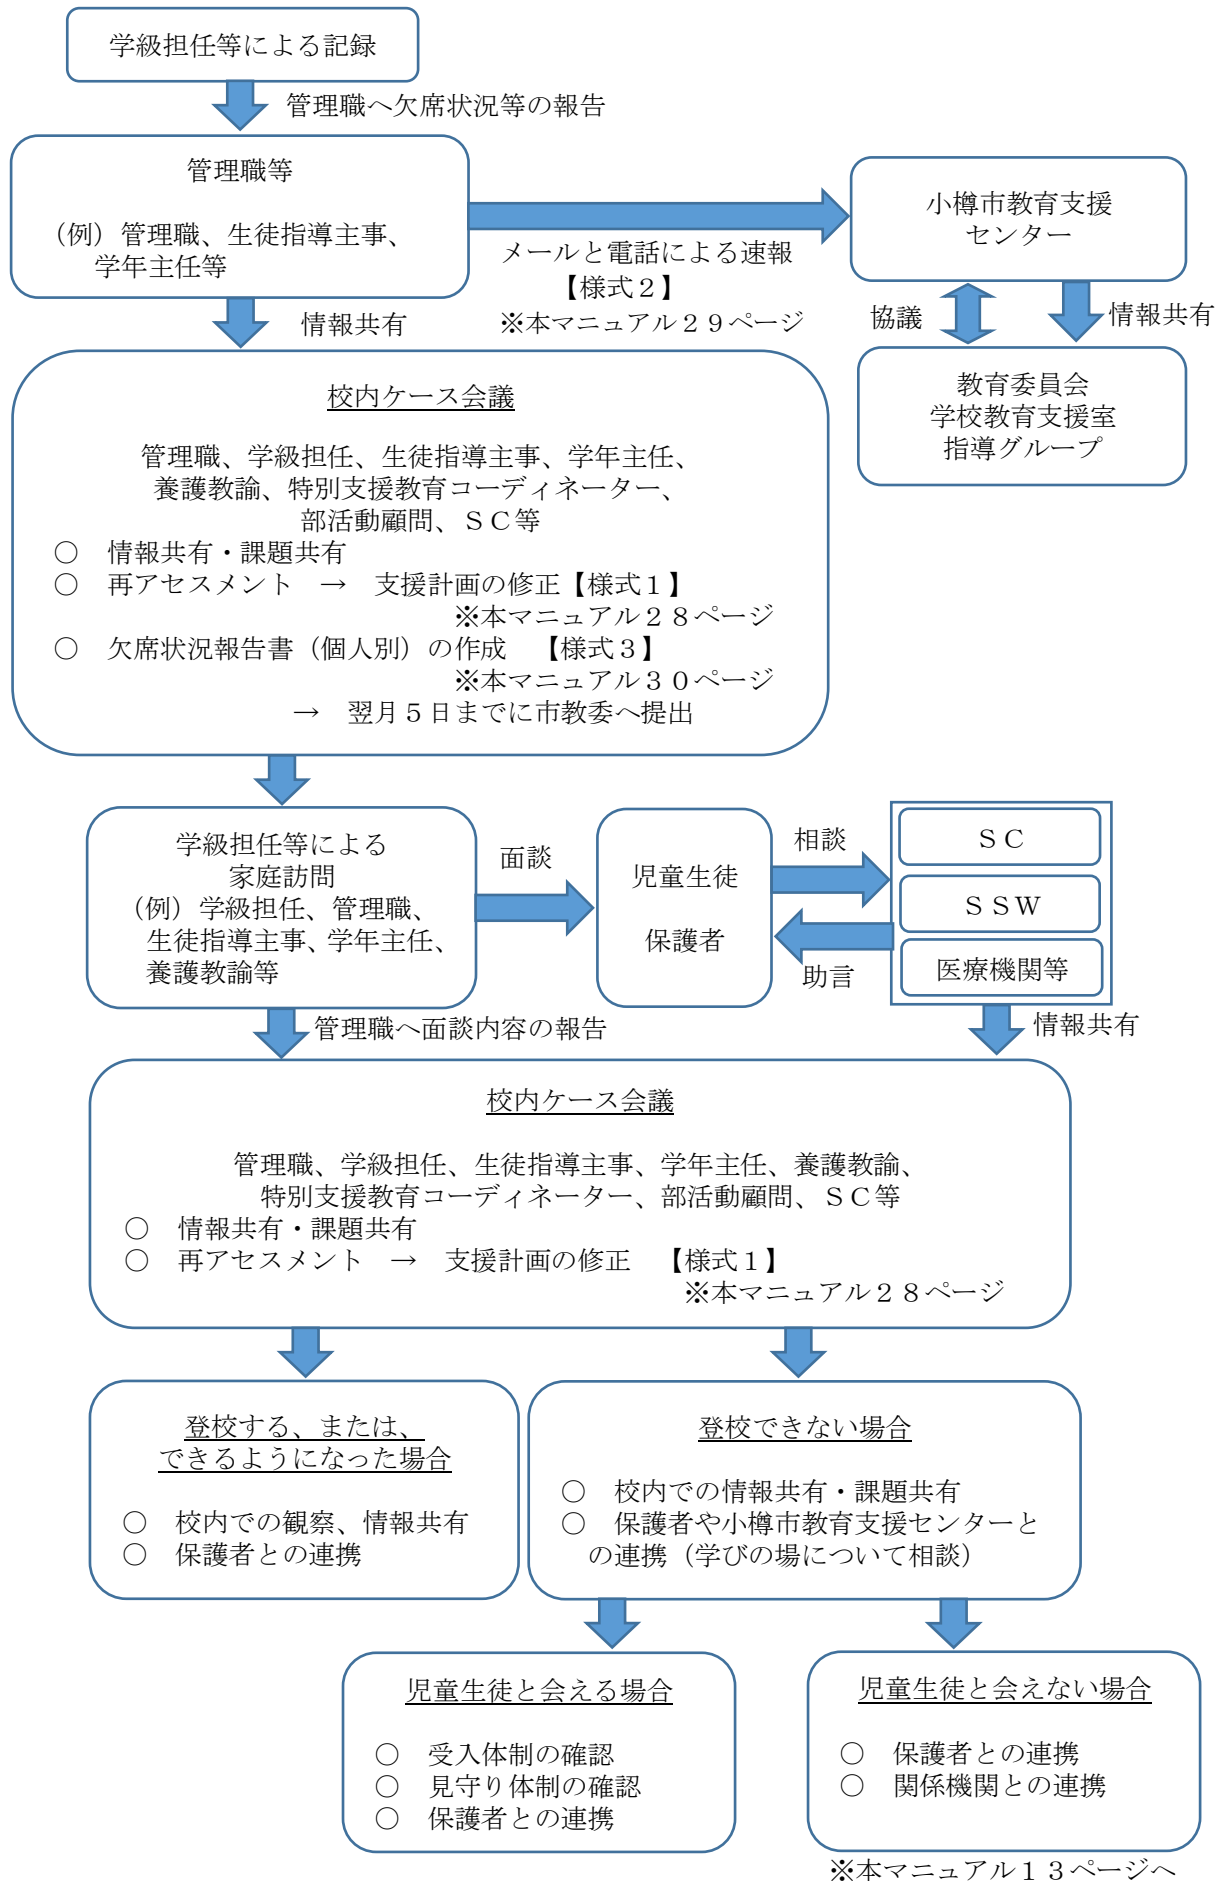 学級担任等による記録
管理職へ欠席状況等の報告
管理職等
（例）管理職、生徒指導主事、
学年主任等
メールと電話による速報
【様式２】
※本マニュアル２９ページ
小樽市教育支援
センター
協議
情報共有
教育委員会
学校教育支援室
指導グループ
情報共有
校内ケース会議
管理職、学級担任、生徒指導主事、学年主任、
養護教諭、特別支援教育コーディネーター、
部活動顧問、ＳＣ等
○　情報共有・課題共有
○　再アセスメント　→　支援計画の修正【様式１】
※本マニュアル２８ページ
○　欠席状況報告書（個人別）の作成　【様式３】
※本マニュアル３０ページ
→　翌月５日までに市教委へ提出
学級担任等による
家庭訪問
（例）学級担任、管理職、
生徒指導主事、学年主任、
養護教諭等
面談
児童生徒
保護者
相談
助言
ＳＣ
ＳＳＷ
医療機関等
管理職へ面談内容の報告
情報共有
校内ケース会議
管理職、学級担任、生徒指導主事、学年主任、養護教諭、
特別支援教育コーディネーター、部活動顧問、ＳＣ等
○　情報共有・課題共有
○　再アセスメント　→　支援計画の修正　【様式１】
※本マニュアル２８ページ
登校する、または、
できるようになった場合
○　校内での観察、情報共有
○　保護者との連携
登校できない場合
○　校内での情報共有・課題共有
○　保護者や小樽市教育支援センターと
の連携（学びの場について相談）
児童生徒と会える場合
○　受入体制の確認
○　見守り体制の確認
○　保護者との連携
児童生徒と会えない場合
○　保護者との連携
○　関係機関との連携
※本マニュアル１３ページへ